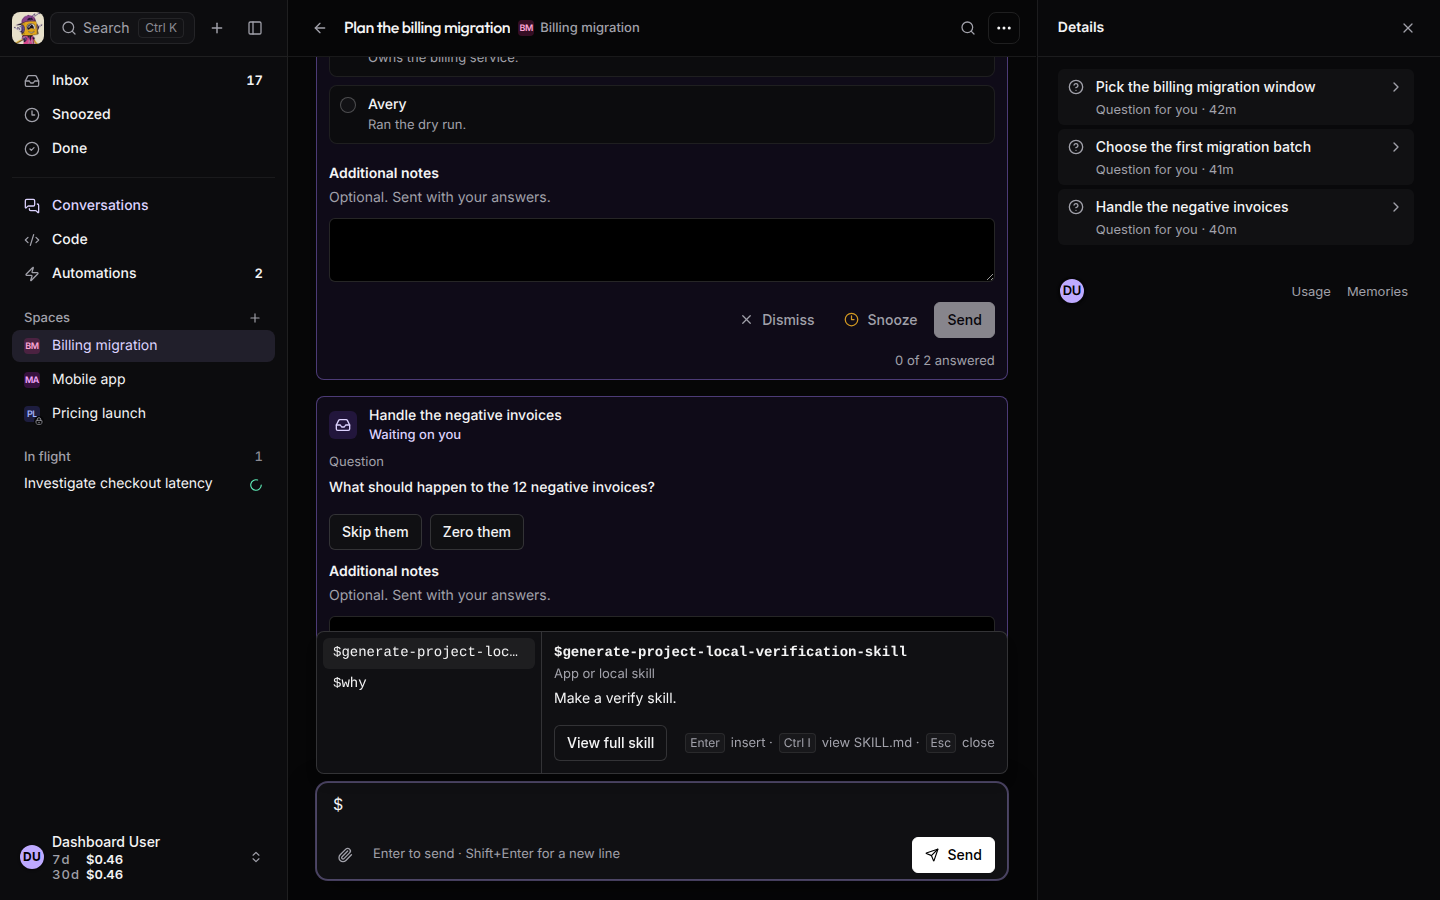 Search
Ctrl K
Inbox
17
Snoozed
Done
Conversations
Code
Automations
2
Spaces
BM
Billing migration
MA
Mobile app
PL
Pricing launch
In flight
1
Investigate checkout latency
DU
Dashboard User
7d $0.46
30d $0.46
Plan the billing migration
BM
Billing migration
Owns the billing service.
Avery
Ran the dry run.
Additional notes
Optional. Sent with your answers.
Dismiss
Snooze
Send
0 of 2 answered
Handle the negative invoices
Waiting on you
Question
What should happen to the 12 negative invoices?
Skip them
Zero them
Additional notes
Optional. Sent with your answers.
$generate-project-loc…
$why
$generate-project-local-verification-skill
App or local skill
Make a verify skill.
View full skill
Enter insert · Ctrl I view SKILL.md · Esc close
$
Enter to send · Shift+Enter for a new line
Send
Details
Pick the billing migration window
Question for you · 42m
Choose the first migration batch
Question for you · 41m
Handle the negative invoices
Question for you · 40m
DU
Usage
Memories